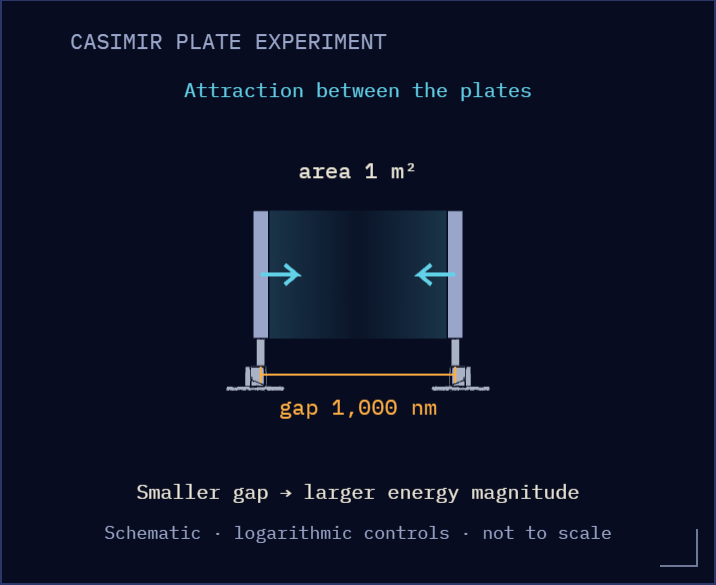 CASIMIR PLATE EXPERIMENT
Attraction between the plates
area 1 m²
gap 1,000 nm
Smaller gap → larger energy magnitude
Schematic · logarithmic controls · not to scale